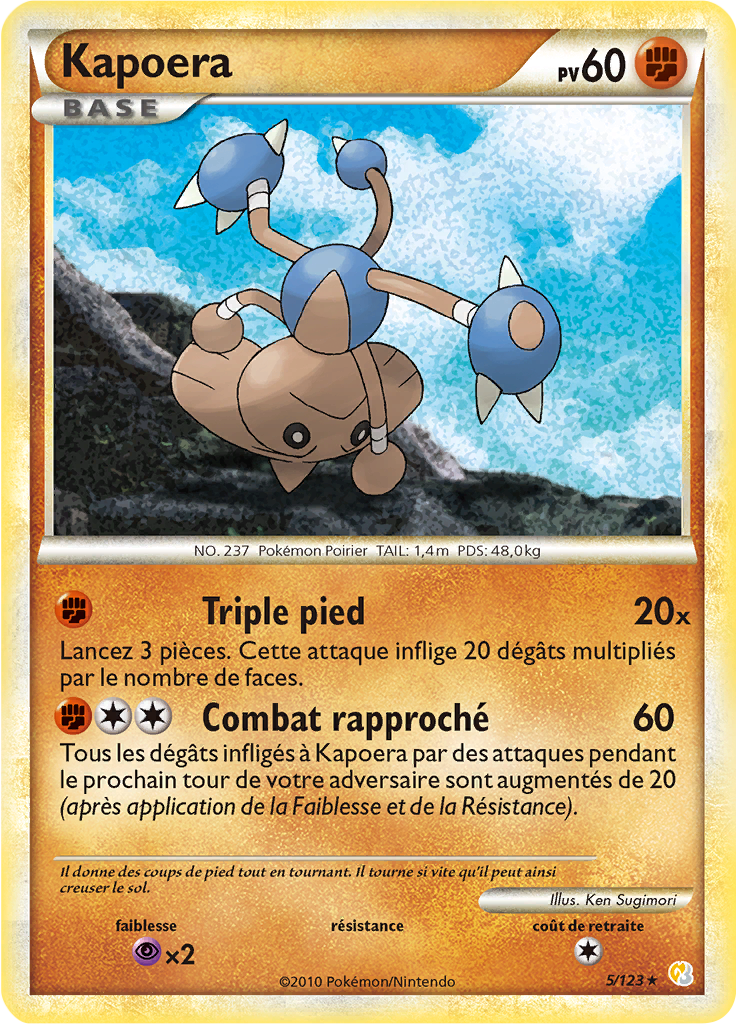 Kapoera
PV60
BASE
NO. 237 Pokémon Poirier TAIL: 1,4m PDS: 48,0kg
Triple pied 20x
Lancez 3 pièces. Cette attaque inflige 20 dégâts multipliés
par le nombre de faces.
Combat rapproché 60
Tous les dégâts infligés à Kapoera par des attaques pendant
le prochain tour de votre adversaire sont augmentés de 20
(après application de la Faiblesse et de la Résistance).
Il donne des coups de pied tout en tournant. Il tourne si vite qu'il peut ainsi
creuser le sol.
Illus. Ken Sugimori
faiblesse résistance coût de retraite
×2
©2010 Pokémon/Nintendo 5/123 ★